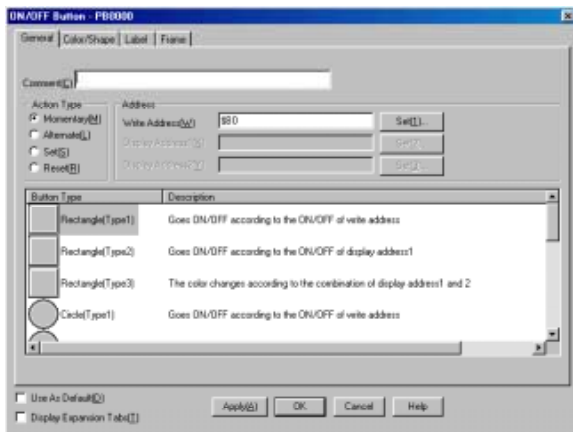 ON/OFF Button - PB0000
General Color/Shape Label Frame
Comment(C)
Action Type
Momentary(M)
Alternate(L)
Set(S)
Reset(R)
Address
Write Address(W) $B0 Set(1)...
Display Address1(X) Set(2)...
Display Address2(Y)
Button Type Description
Rectangle(Type1) Goes ON/OFF according to the ON/OFF of write address
Rectangle(Type2) Goes ON/OFF according to the ON/OFF of display address1
Rectangle(Type3) The color changes according to the combination of display address1 and 2
Circle(Type1) Goes ON/OFF according to the ON/OFF of write address
Use As Default(D)
Display Expansion Tabs(T)
Apply(A) OK Cancel Help